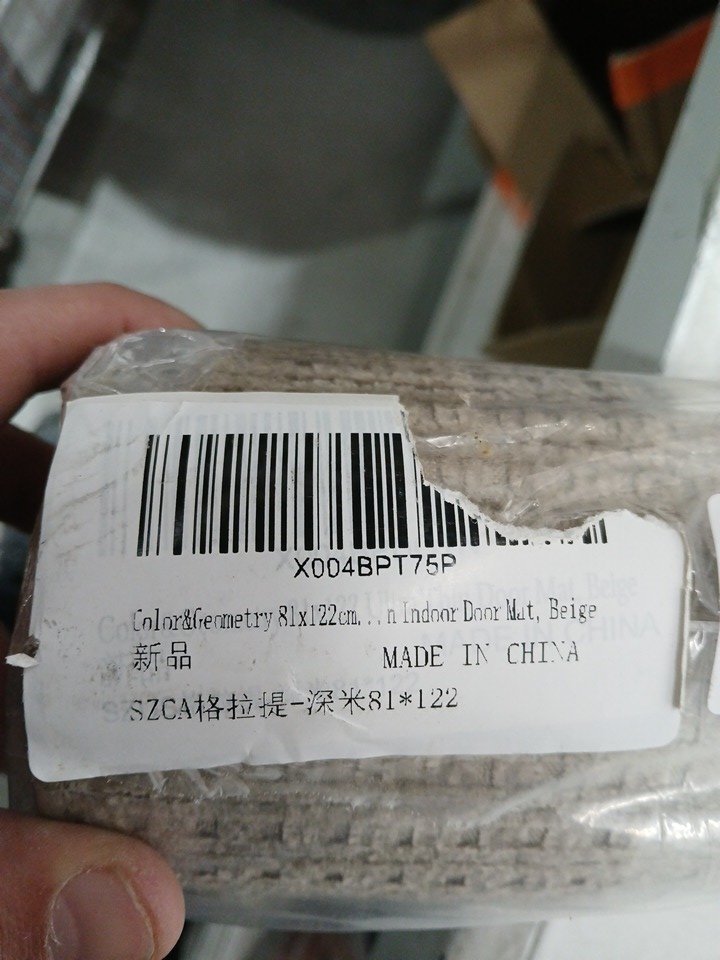 X004BPT75P
Color&Geometry 81x122cm...n Indoor Door Mat, Beige
新品 MADE IN CHINA
SZCA格拉提-深米81*122